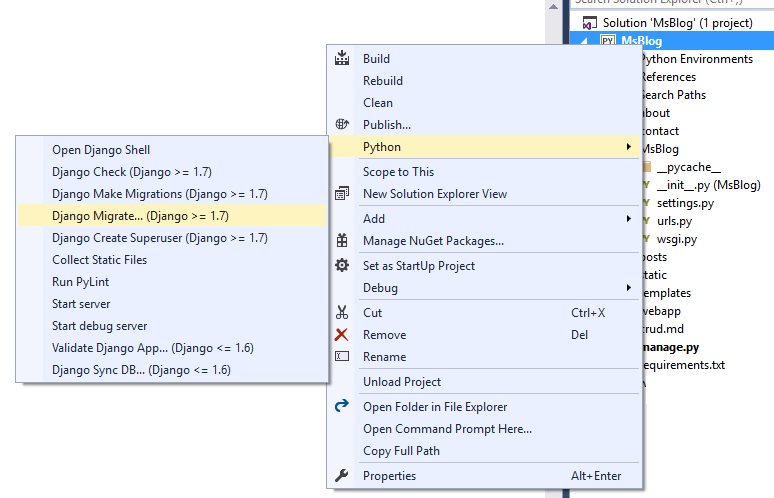 Search Solution Explorer (Ctrl+;)
Solution 'MsBlog' (1 project)
PY MsBlog
Python Environments
References
Search Paths
about
contact
MsBlog
__pycache__
__init__.py (MsBlog)
settings.py
urls.py
wsgi.py
posts
static
templates
webapp
crud.md
manage.py
requirements.txt
Build
Rebuild
Clean
Publish...
Python
Scope to This
New Solution Explorer View
Add
Manage NuGet Packages...
Set as StartUp Project
Debug
Cut Ctrl+X
Remove Del
Rename
Unload Project
Open Folder in File Explorer
Open Command Prompt Here...
Copy Full Path
Properties Alt+Enter
Open Django Shell
Django Check (Django >= 1.7)
Django Make Migrations (Django >= 1.7)
Django Migrate... (Django >= 1.7)
Django Create Superuser (Django >= 1.7)
Collect Static Files
Run PyLint
Start server
Start debug server
Validate Django App... (Django <= 1.6)
Django Sync DB... (Django <= 1.6)